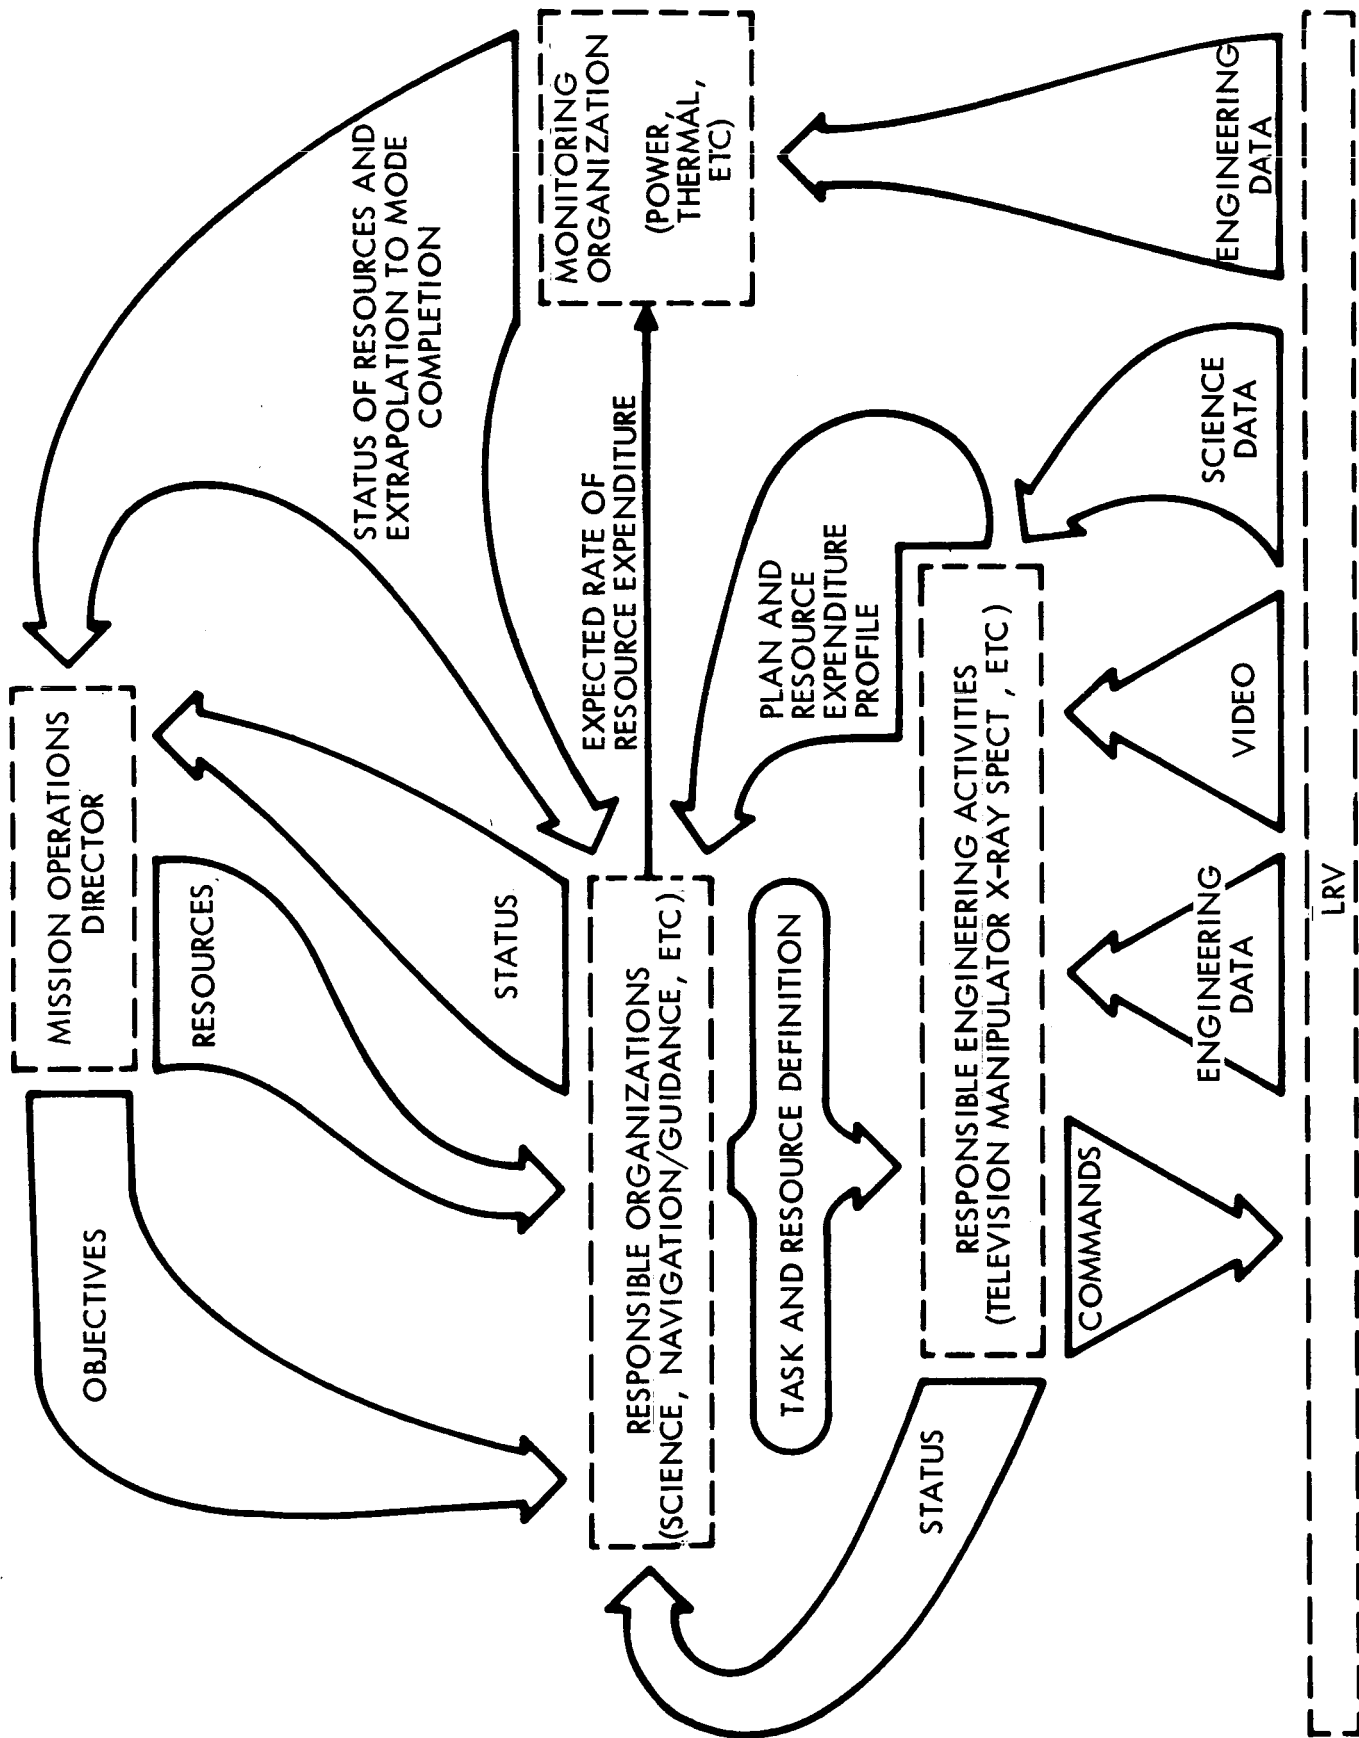 MISSION OPERATIONS
DIRECTOR
OBJECTIVES
RESOURCES
STATUS
STATUS OF RESOURCES AND
EXTRAPOLATION TO MODE
COMPLETION
MONITORING
ORGANIZATION
(POWER,
THERMAL,
ETC)
RESPONSIBLE ORGANIZATIONS
(SCIENCE, NAVIGATION/GUIDANCE, ETC)
EXPECTED RATE OF
RESOURCE EXPENDITURE
TASK AND RESOURCE DEFINITION
PLAN AND
RESOURCE
EXPENDITURE
PROFILE
STATUS
RESPONSIBLE ENGINEERING ACTIVITIES
(TELEVISION MANIPULATOR X-RAY SPECT, ETC)
COMMANDS
ENGINEERING
DATA
VIDEO
SCIENCE
DATA
ENGINEERING
DATA
LRV